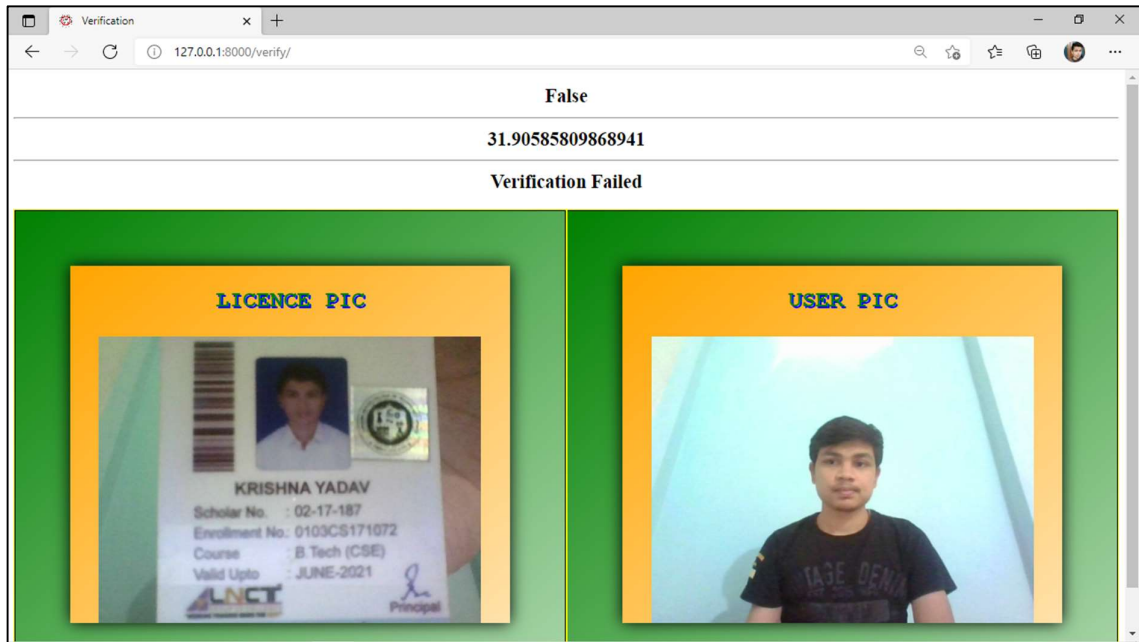 Verification
127.0.0.1:8000/verify/
False
31.90585809868941
Verification Failed
LICENCE PIC
USER PIC
KRISHNA YADAV
Scholar No. : 02-17-187
Enrollment No.: 0103CS171072
Course : B.Tech (CSE)
Valid Upto : JUNE-2021
LNCT
Principal